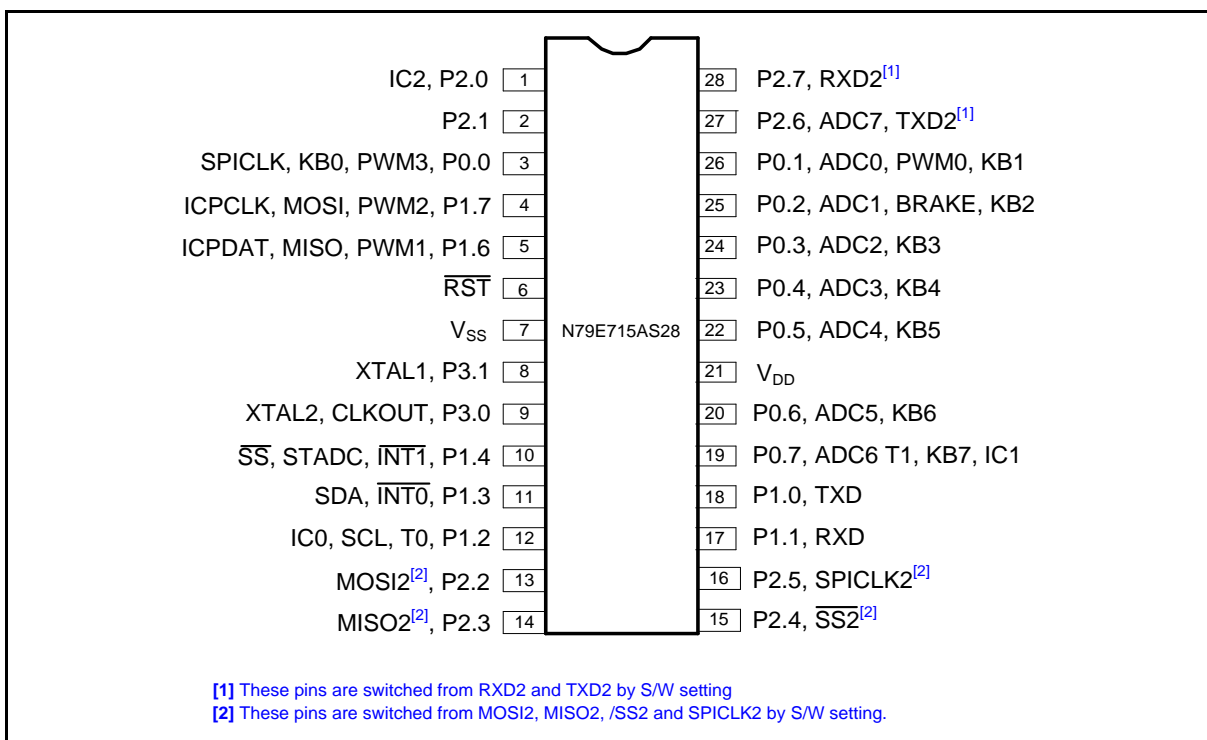 IC2, P2.0 1
P2.1 2
SPICLK, KB0, PWM3, P0.0 3
ICPCLK, MOSI, PWM2, P1.7 4
ICPDAT, MISO, PWM1, P1.6 5
R̅S̅T̅ 6
VSS 7
XTAL1, P3.1 8
XTAL2, CLKOUT, P3.0 9
S̅S̅, STADC, I̅N̅T̅1̅, P1.4 10
SDA, I̅N̅T̅0̅, P1.3 11
IC0, SCL, T0, P1.2 12
MOSI2[2], P2.2 13
MISO2[2], P2.3 14
N79E715AS28
28 P2.7, RXD2[1]
27 P2.6, ADC7, TXD2[1]
26 P0.1, ADC0, PWM0, KB1
25 P0.2, ADC1, BRAKE, KB2
24 P0.3, ADC2, KB3
23 P0.4, ADC3, KB4
22 P0.5, ADC4, KB5
21 VDD
20 P0.6, ADC5, KB6
19 P0.7, ADC6 T1, KB7, IC1
18 P1.0, TXD
17 P1.1, RXD
16 P2.5, SPICLK2[2]
15 P2.4, S̅S̅2̅[2]
[1] These pins are switched from RXD2 and TXD2 by S/W setting
[2] These pins are switched from MOSI2, MISO2, /SS2 and SPICLK2 by S/W setting.